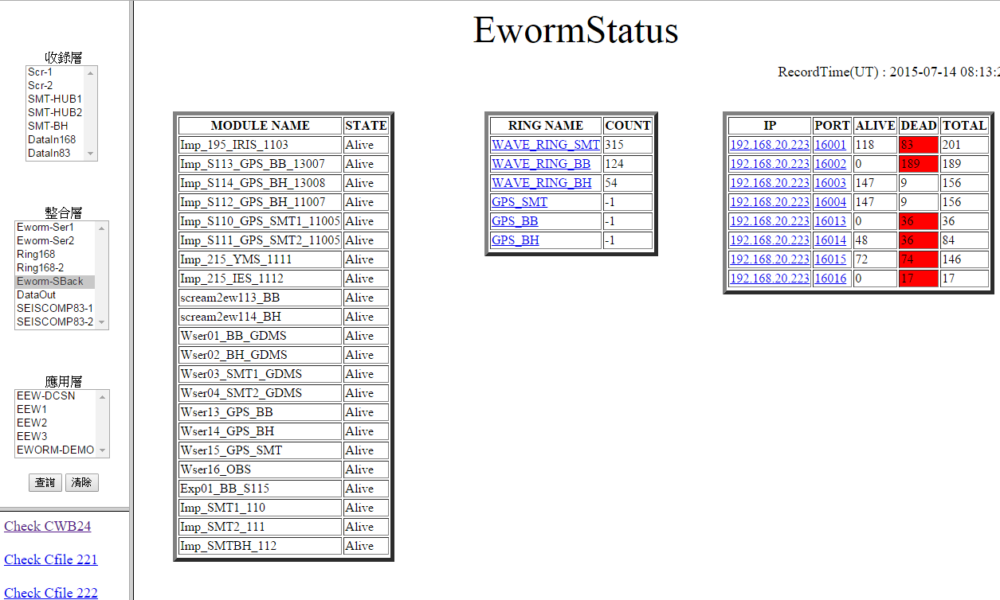 收錄層
Scr-1
Scr-2
SMT-HUB1
SMT-HUB2
SMT-BH
DataIn168
DataIn83
整合層
Eworm-Ser1
Eworm-Ser2
Ring168
Ring168-2
Eworm-SBack
DataOut
SEISCOMP83-1
SEISCOMP83-2
應用層
EEW-DCSN
EEW1
EEW2
EEW3
EWORM-DEMO
查詢 清除
Check CWB24
Check Cfile 221
Check Cfile 222
EwormStatus
RecordTime(UT) : 2015-07-14 08:13:2
MODULE NAME STATE
Imp_195_IRIS_1103 Alive
Imp_S113_GPS_BB_13007 Alive
Imp_S114_GPS_BH_13008 Alive
Imp_S112_GPS_BH_11007 Alive
Imp_S110_GPS_SMT1_11005 Alive
Imp_S111_GPS_SMT2_11005 Alive
Imp_215_YMS_1111 Alive
Imp_215_IES_1112 Alive
scream2ew113_BB Alive
scream2ew114_BH Alive
Wser01_BB_GDMS Alive
Wser02_BH_GDMS Alive
Wser03_SMT1_GDMS Alive
Wser04_SMT2_GDMS Alive
Wser13_GPS_BB Alive
Wser14_GPS_BH Alive
Wser15_GPS_SMT Alive
Wser16_OBS Alive
Exp01_BB_S115 Alive
Imp_SMT1_110 Alive
Imp_SMT2_111 Alive
Imp_SMTBH_112 Alive
RING NAME COUNT
WAVE_RING_SMT 315
WAVE_RING_BB 124
WAVE_RING_BH 54
GPS_SMT -1
GPS_BB -1
GPS_BH -1
IP PORT ALIVE DEAD TOTAL
192.168.20.223 16001 118 83 201
192.168.20.223 16002 0 189 189
192.168.20.223 16003 147 9 156
192.168.20.223 16004 147 9 156
192.168.20.223 16013 0 36 36
192.168.20.223 16014 48 36 84
192.168.20.223 16015 72 74 146
192.168.20.223 16016 0 17 17